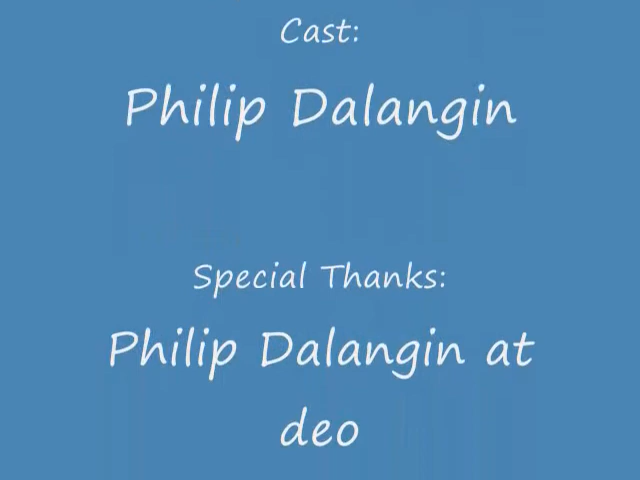 Cast:
Philip Dalangin
Special Thanks:
Philip Dalangin at
deo